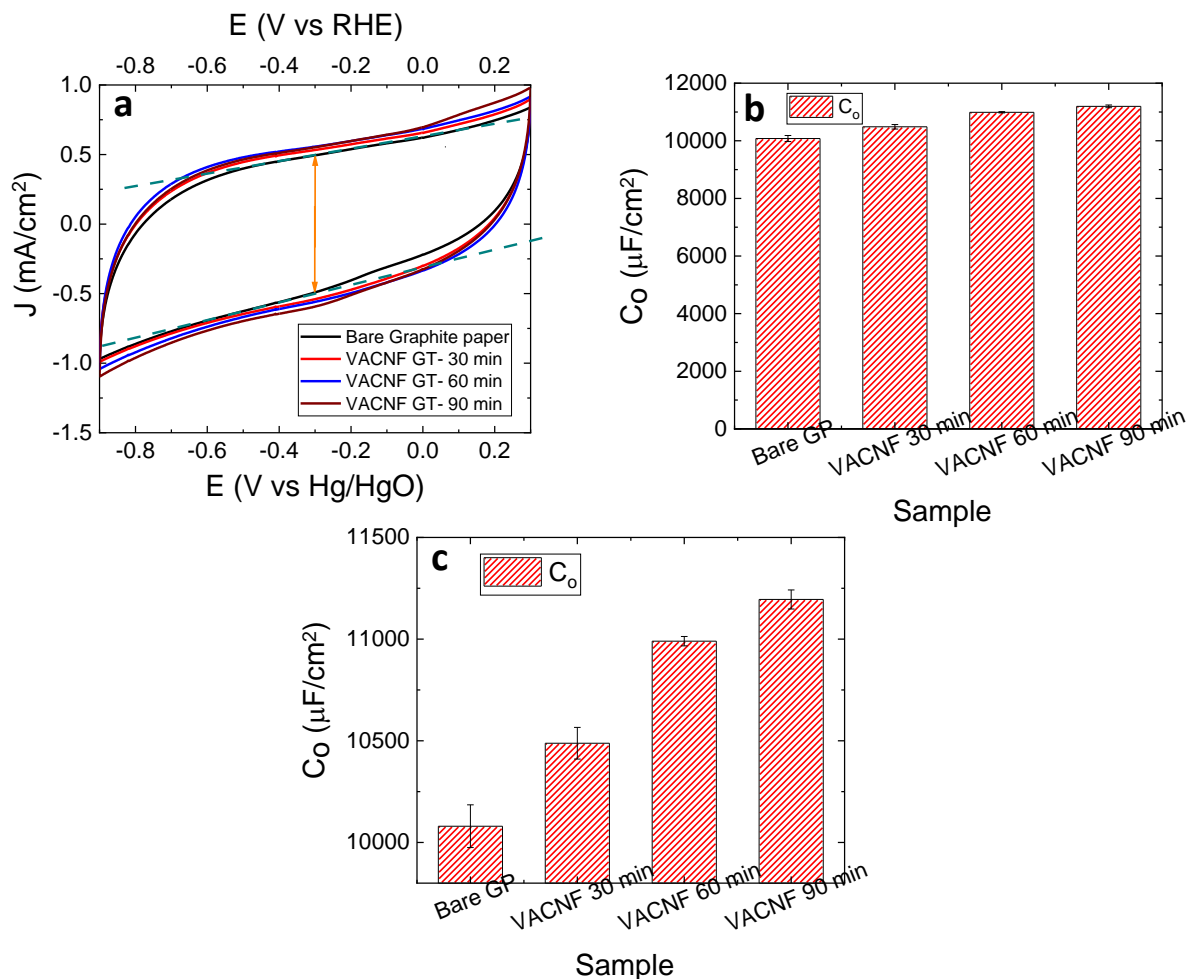 E (V vs RHE)
-0.8 -0.6 -0.4 -0.2 0.0 0.2
a
1.0
0.5
0.0
-0.5
-1.0
-1.5
J (mA/cm²)
Bare Graphite paper
VACNF GT- 30 min
VACNF GT- 60 min
VACNF GT- 90 min
-0.8 -0.6 -0.4 -0.2 0.0 0.2
E (V vs Hg/HgO)
b
Co
12000
10000
8000
6000
4000
2000
0
Co (µF/cm²)
Bare GP
VACNF 30 min
VACNF 60 min
VACNF 90 min
Sample
c
Co
11500
11000
10500
10000
Co (µF/cm²)
Bare GP
VACNF 30 min
VACNF 60 min
VACNF 90 min
Sample